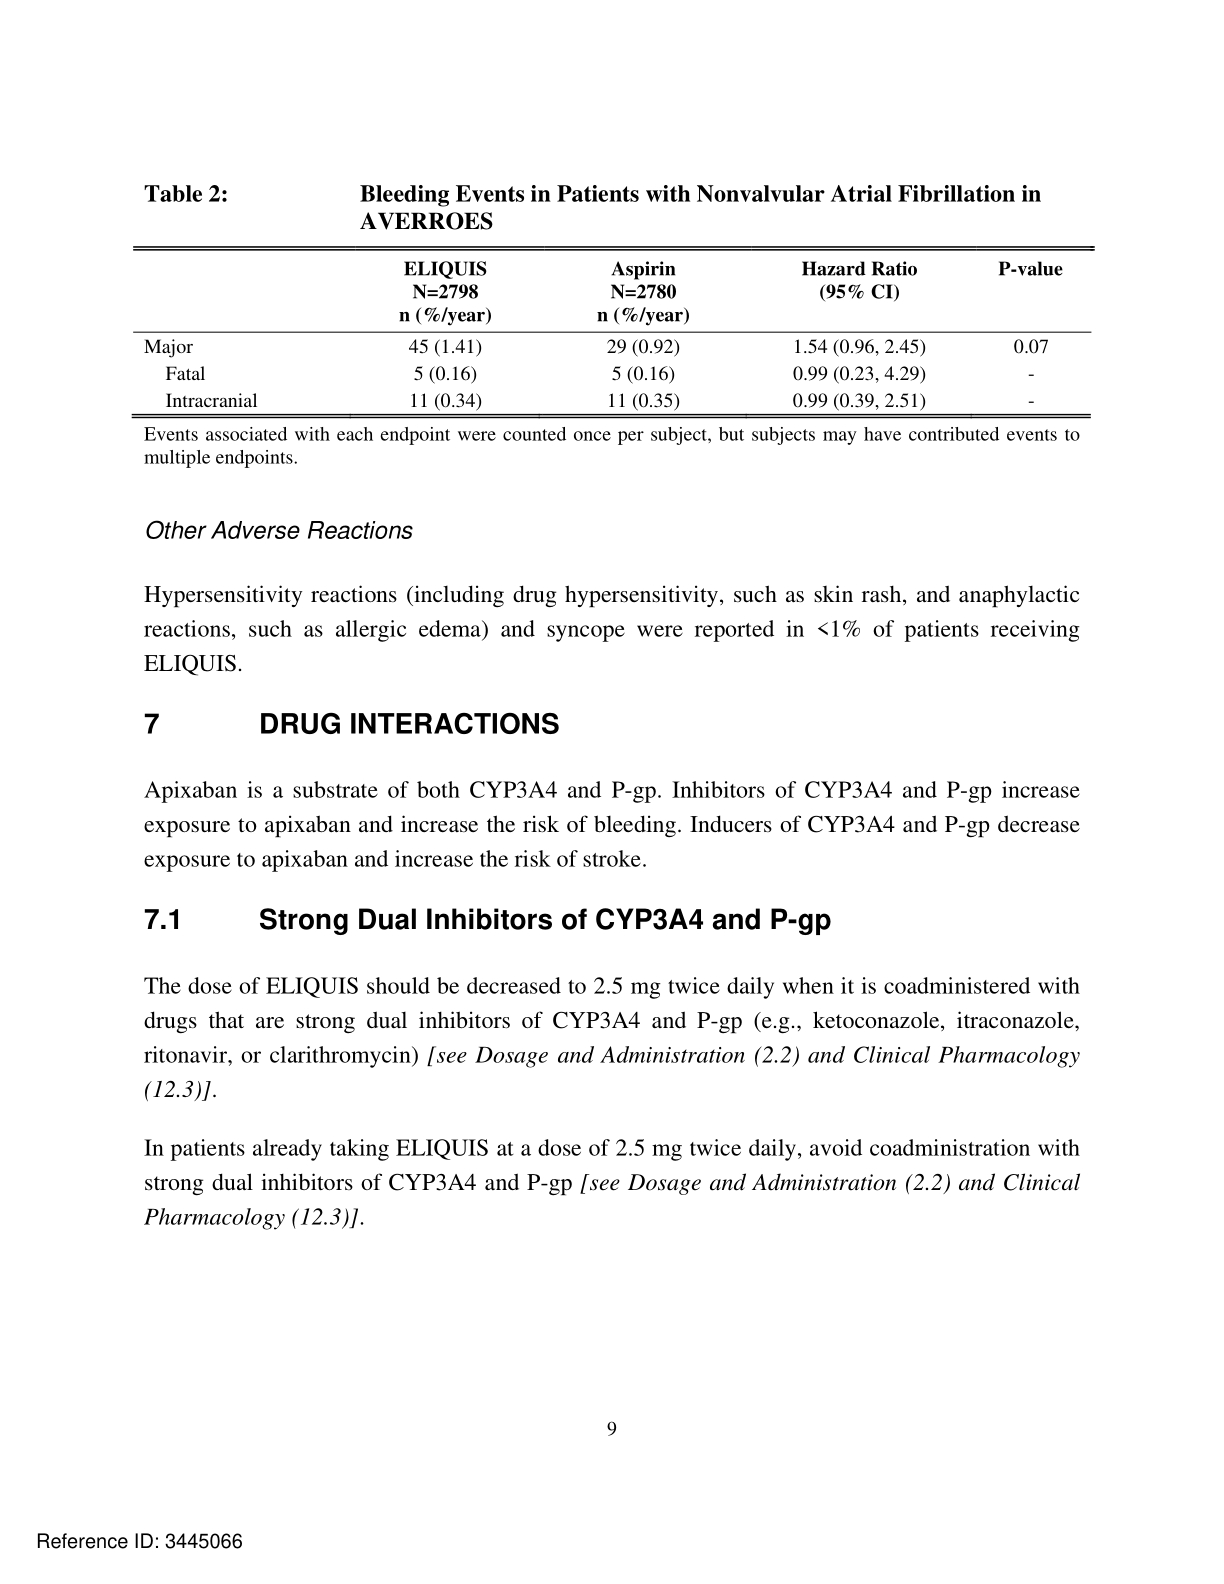 Table 2: Bleeding Events in Patients with Nonvalvular Atrial Fibrillation in
AVERROES
ELIQUIS Aspirin Hazard Ratio P-value
N=2798 N=2780 (95% CI)
n (%/year) n (%/year)
Major 45 (1.41) 29 (0.92) 1.54 (0.96, 2.45) 0.07
Fatal 5 (0.16) 5 (0.16) 0.99 (0.23, 4.29) -
Intracranial 11 (0.34) 11 (0.35) 0.99 (0.39, 2.51) -
Events associated with each endpoint were counted once per subject, but subjects may have contributed events to
multiple endpoints.
Other Adverse Reactions
Hypersensitivity reactions (including drug hypersensitivity, such as skin rash, and anaphylactic
reactions, such as allergic edema) and syncope were reported in <1% of patients receiving
ELIQUIS.
7 DRUG INTERACTIONS
Apixaban is a substrate of both CYP3A4 and P-gp. Inhibitors of CYP3A4 and P-gp increase
exposure to apixaban and increase the risk of bleeding. Inducers of CYP3A4 and P-gp decrease
exposure to apixaban and increase the risk of stroke.
7.1 Strong Dual Inhibitors of CYP3A4 and P-gp
The dose of ELIQUIS should be decreased to 2.5 mg twice daily when it is coadministered with
drugs that are strong dual inhibitors of CYP3A4 and P-gp (e.g., ketoconazole, itraconazole,
ritonavir, or clarithromycin) [see Dosage and Administration (2.2) and Clinical Pharmacology
(12.3)].
In patients already taking ELIQUIS at a dose of 2.5 mg twice daily, avoid coadministration with
strong dual inhibitors of CYP3A4 and P-gp [see Dosage and Administration (2.2) and Clinical
Pharmacology (12.3)].
9
Reference ID: 3445066